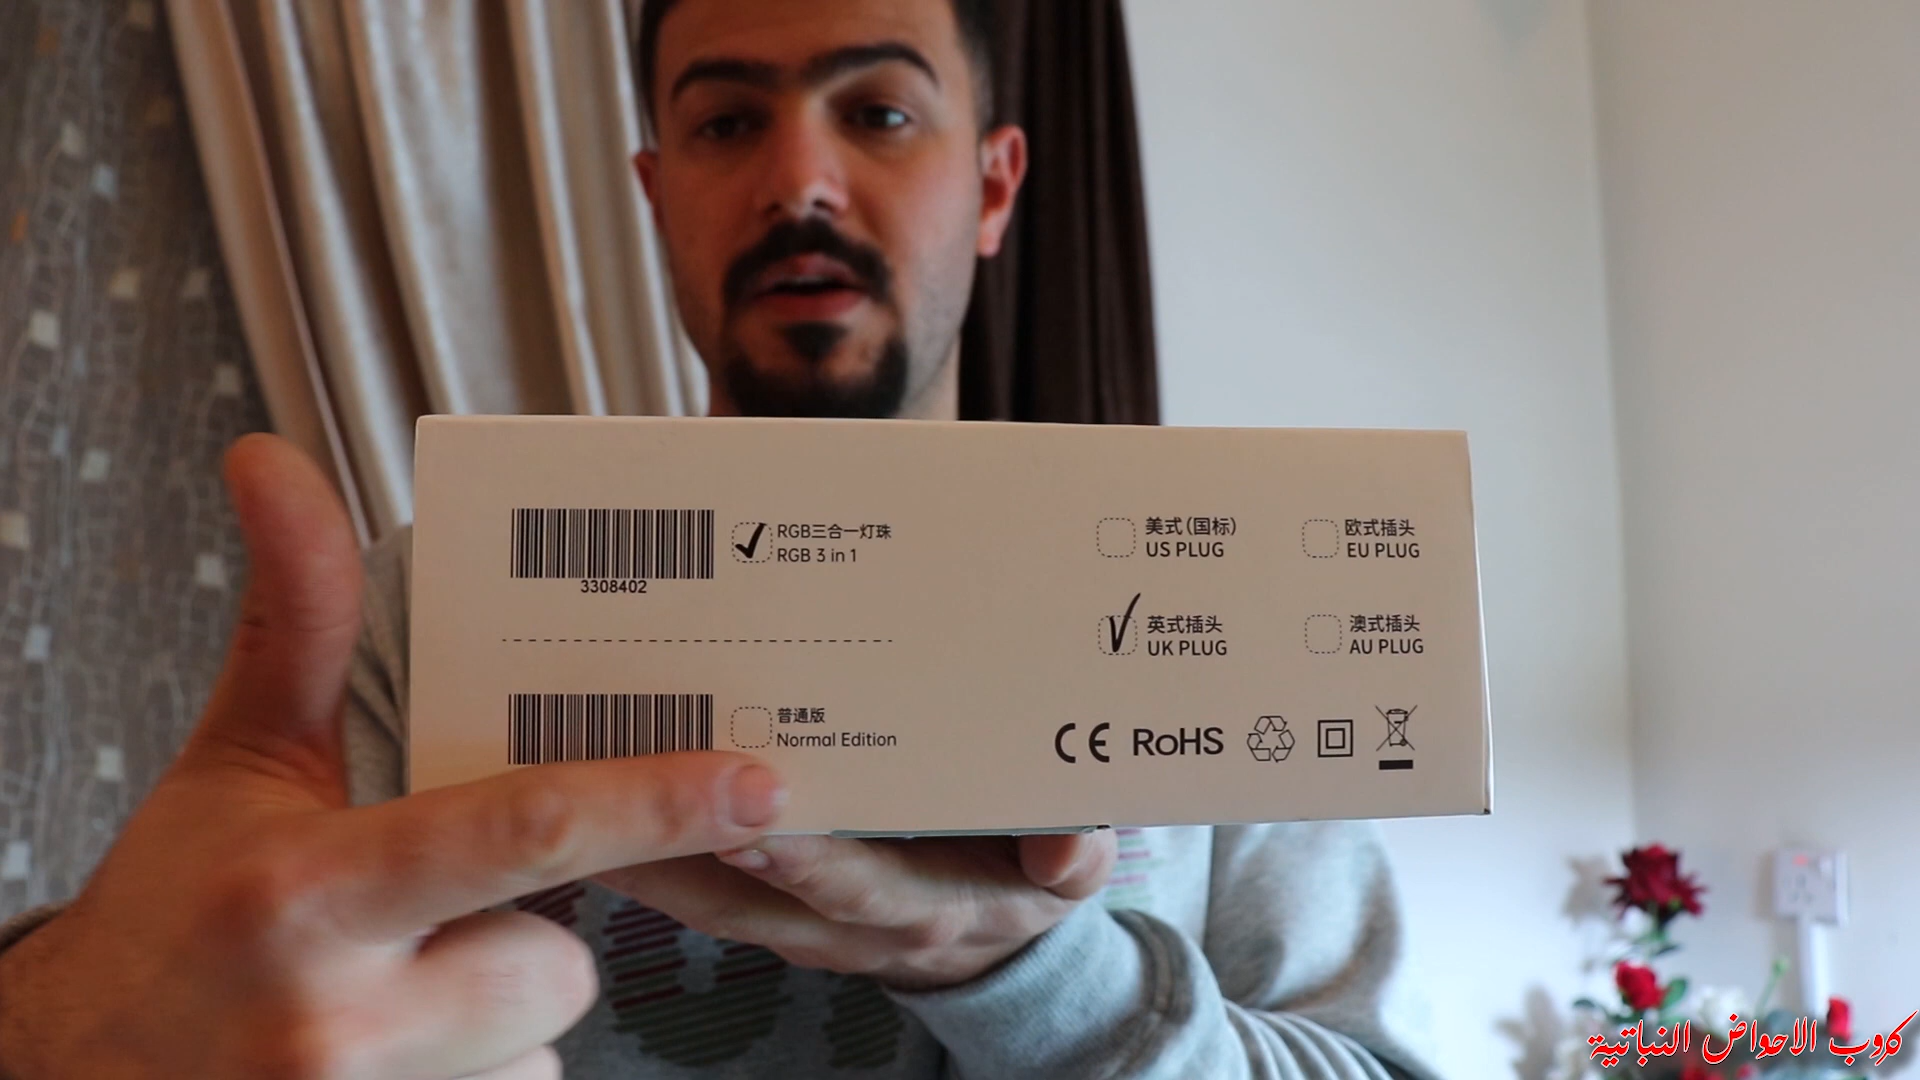 RGB三合一灯珠
RGB 3 in 1
3308402
普通版
Normal Edition
美式(国标)
US PLUG
欧式插头
EU PLUG
英式插头
UK PLUG
澳式插头
AU PLUG
CE RoHS
كروب الاحواض النباتية